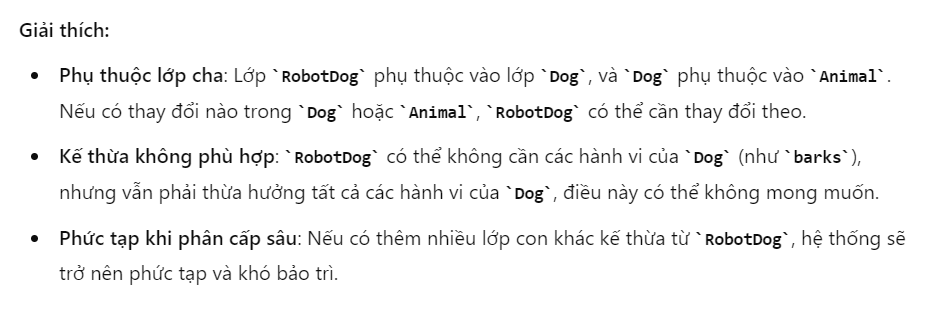 Giải thích:
• Phụ thuộc lớp cha: Lớp `RobotDog` phụ thuộc vào lớp `Dog`, và `Dog` phụ thuộc vào `Animal`.
Nếu có thay đổi nào trong `Dog` hoặc `Animal`, `RobotDog` có thể cần thay đổi theo.
• Kế thừa không phù hợp: `RobotDog` có thể không cần các hành vi của `Dog` (như `barks`),
nhưng vẫn phải thừa hưởng tất cả các hành vi của `Dog`, điều này có thể không mong muốn.
• Phức tạp khi phân cấp sâu: Nếu có thêm nhiều lớp con khác kế thừa từ `RobotDog`, hệ thống sẽ
trở nên phức tạp và khó bảo trì.